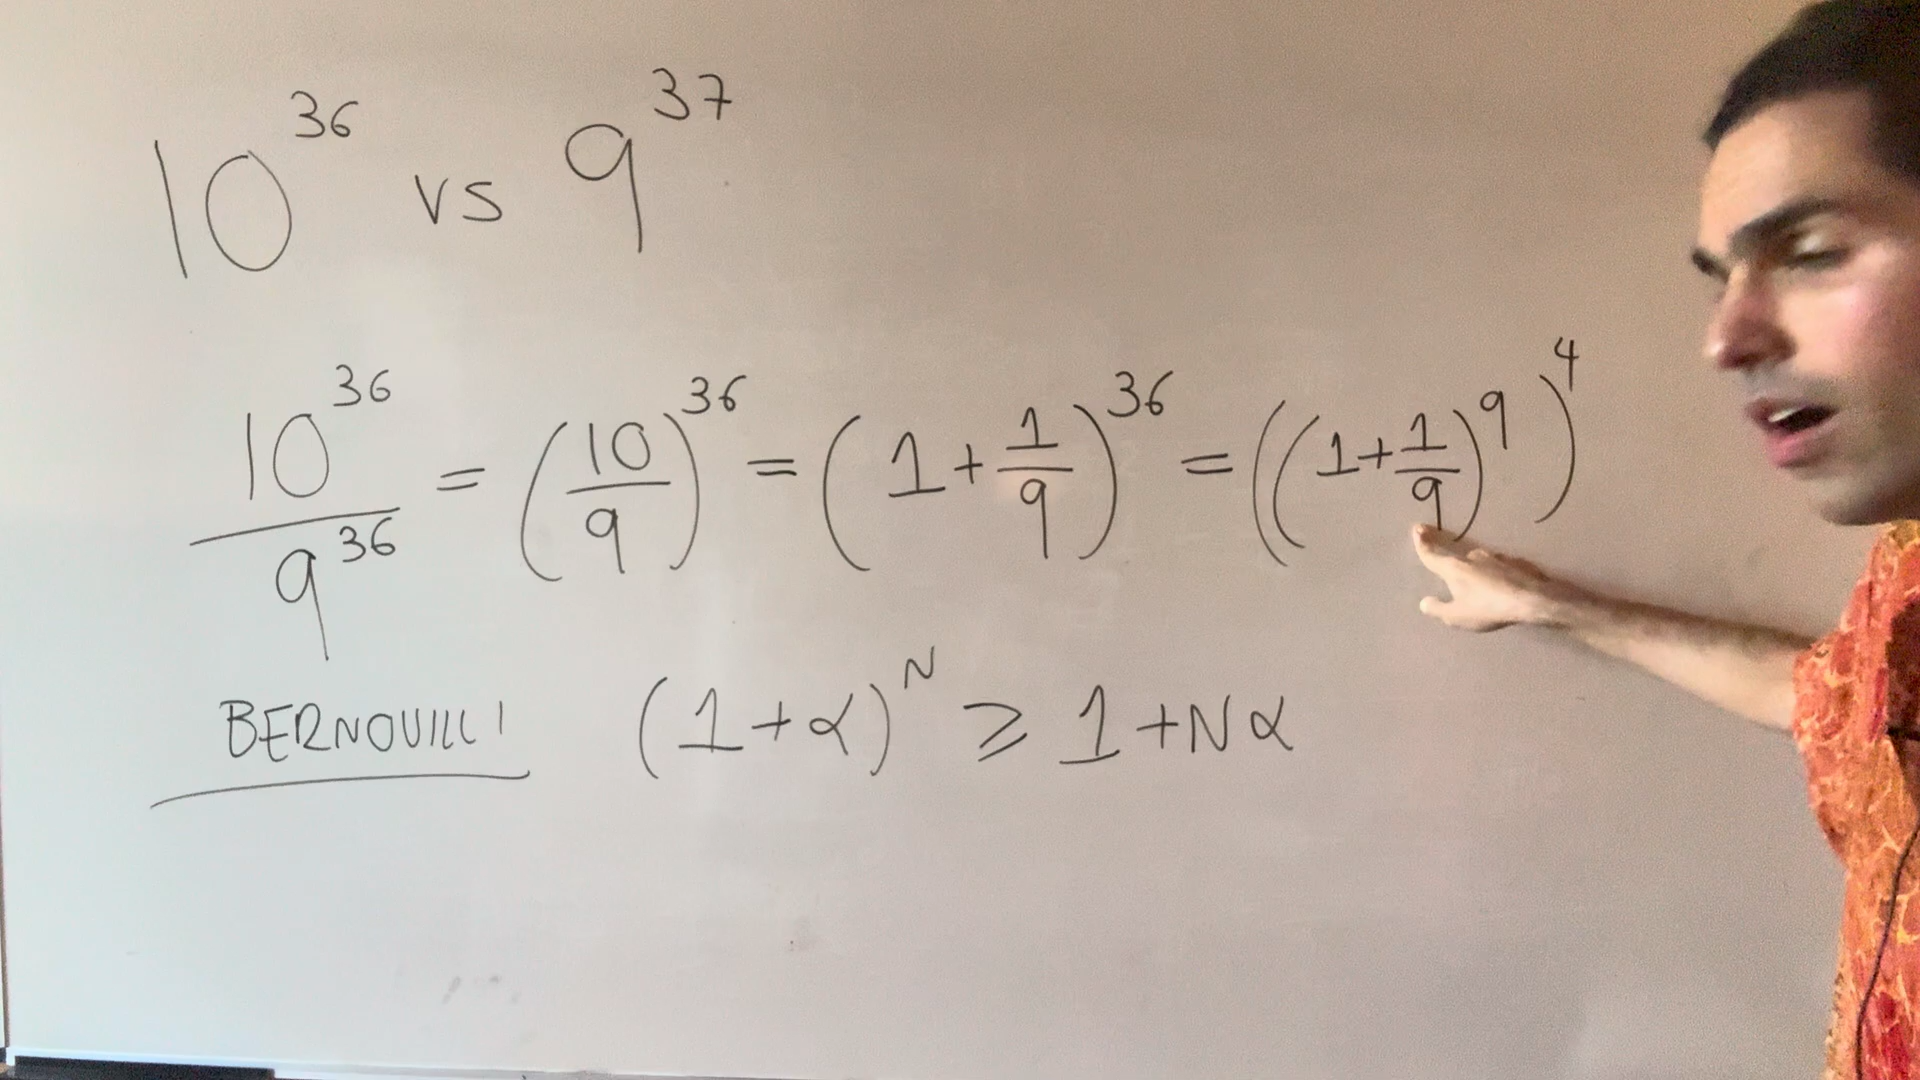 10^36 vs 9^37
10^36/9^36 = (10/9)^36 = (1+1/9)^36 = ((1+1/9)^9)^4
BERNOUILLI (1+α)^N ≥ 1+Nα